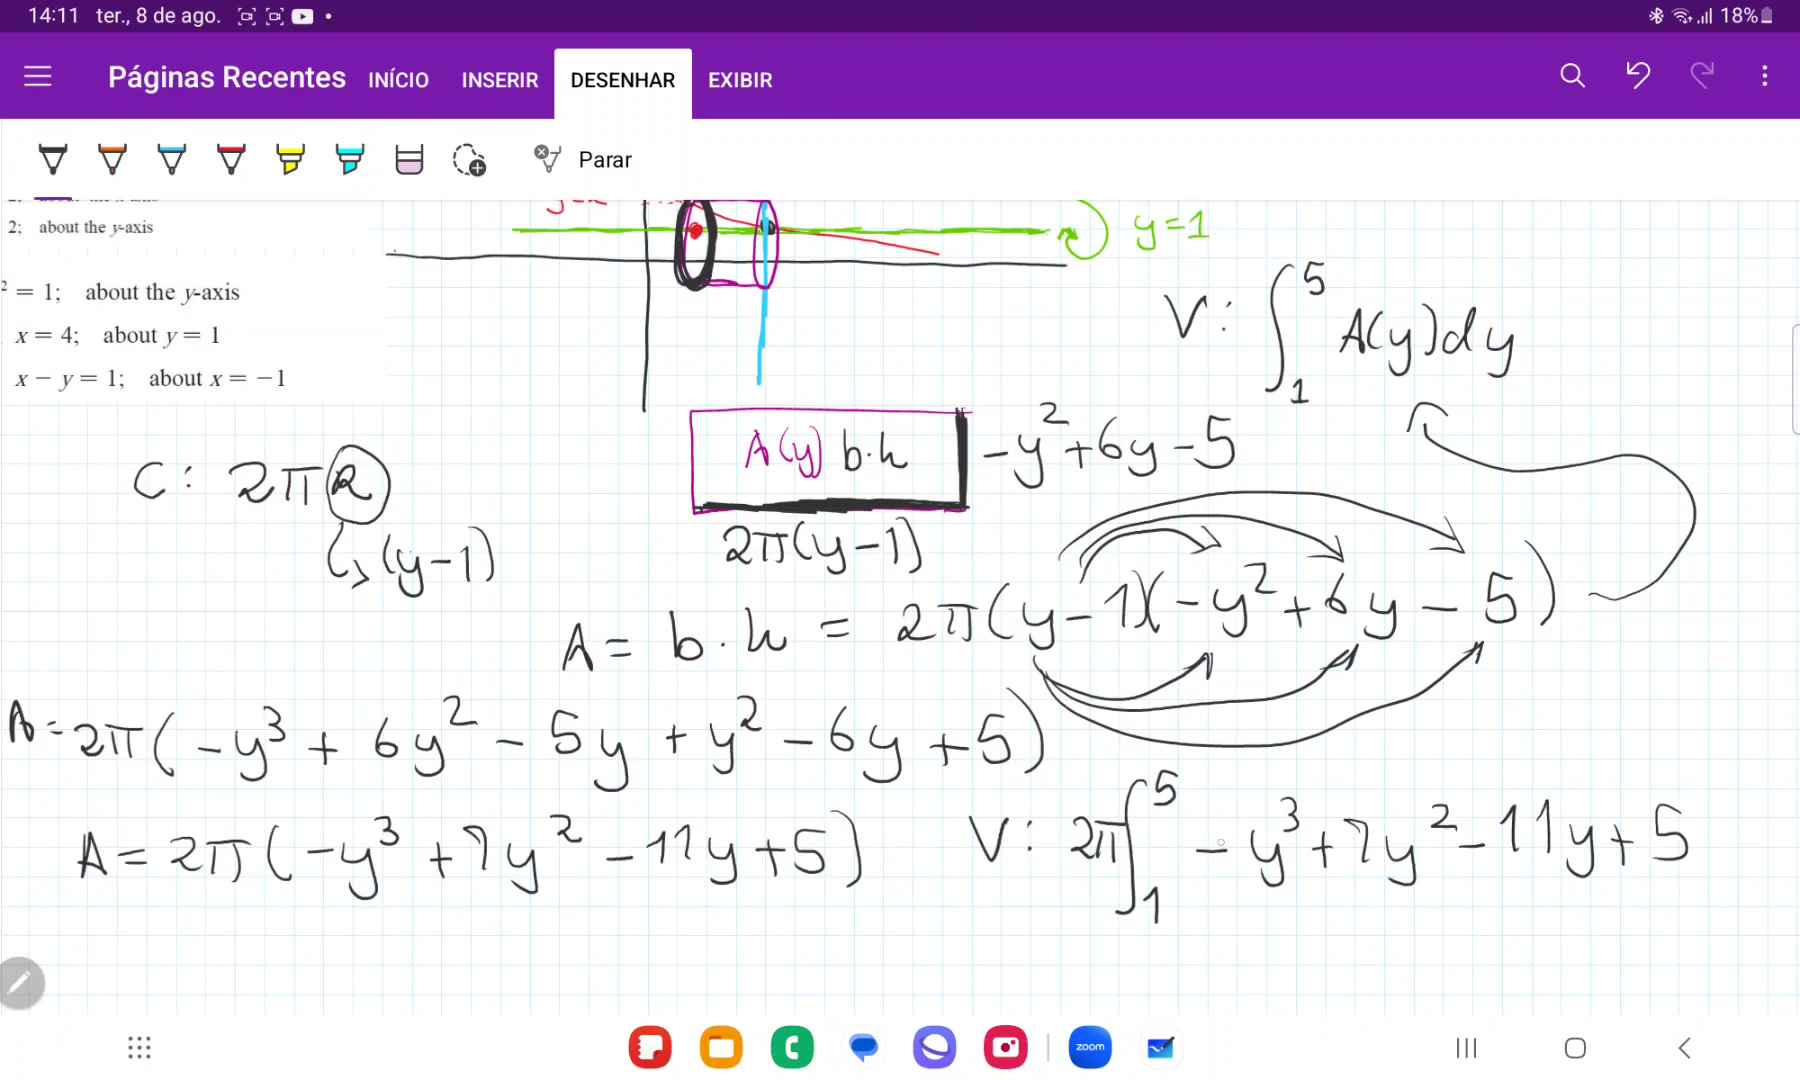 14:11 ter., 8 de ago. 18%
Páginas Recentes INÍCIO INSERIR DESENHAR EXIBIR
Parar
2; about the y-axis
y=1
² = 1; about the y-axis
x = 4; about y = 1
x − y = 1; about x = −1
V: ∫₁⁵ A(y)dy
A(y) b.h -y²+6y-5
C: 2πR
↳(y-1)
2π(y-1)
A = b.h = 2π(y-1)(-y²+6y-5)
A=2π(-y³+6y²-5y+y²-6y+5)
A=2π(-y³+7y²-11y+5)
V: 2π∫₁⁵ -y³+7y²-11y+5
zoom